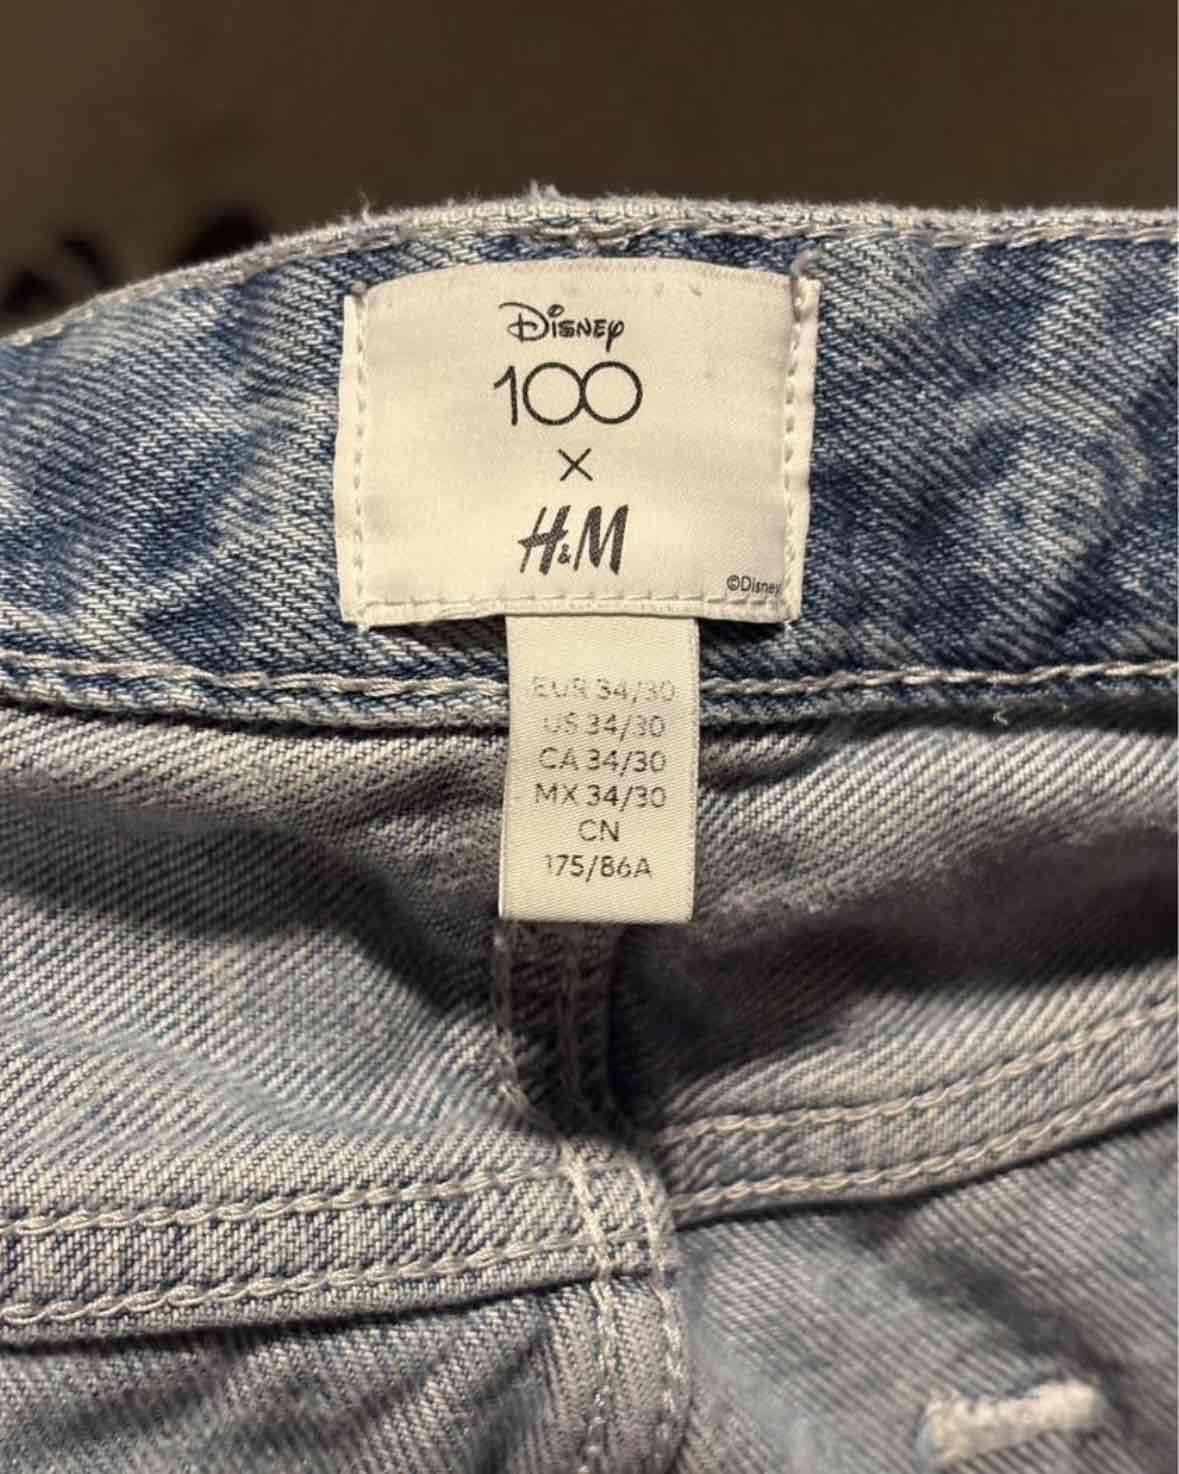 Disney
100
×
H&M
©Disney
EUR 34/30
US 34/30
CA 34/30
MX 34/30
CN
175/86A